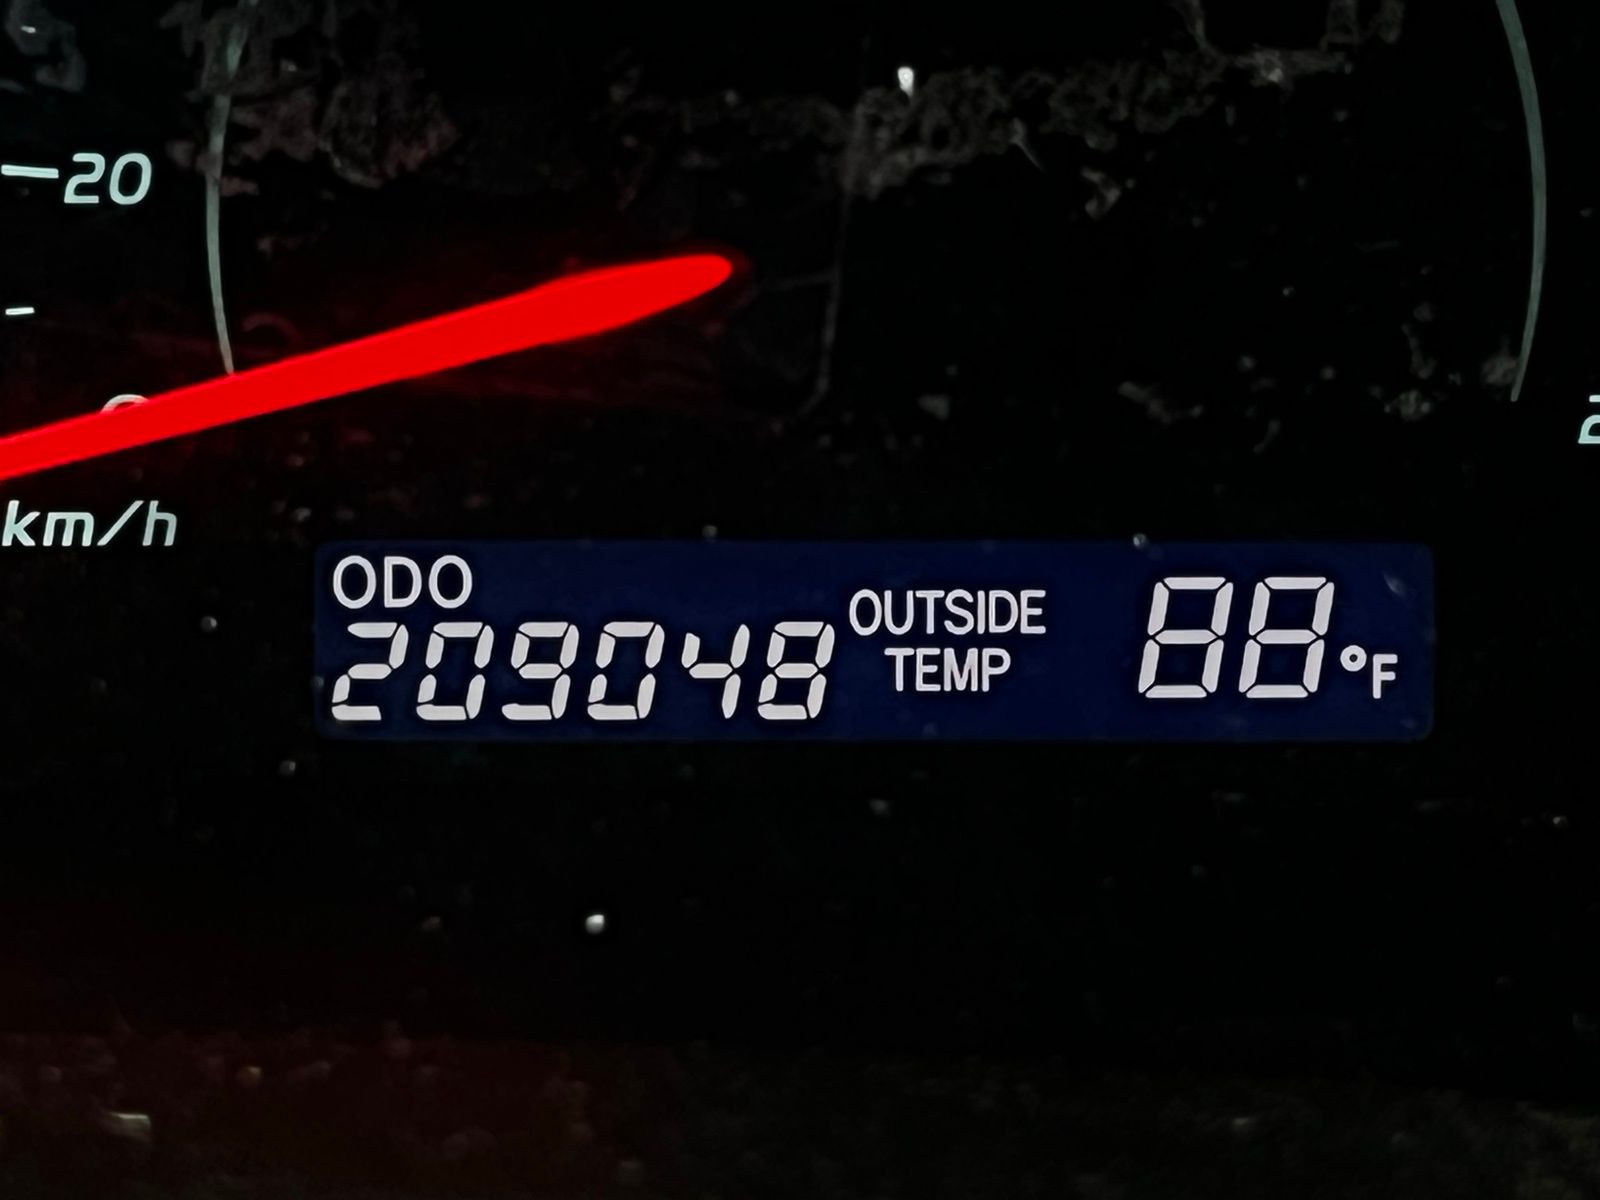 20
km/h
ODO
209048
OUTSIDE
TEMP
88°F